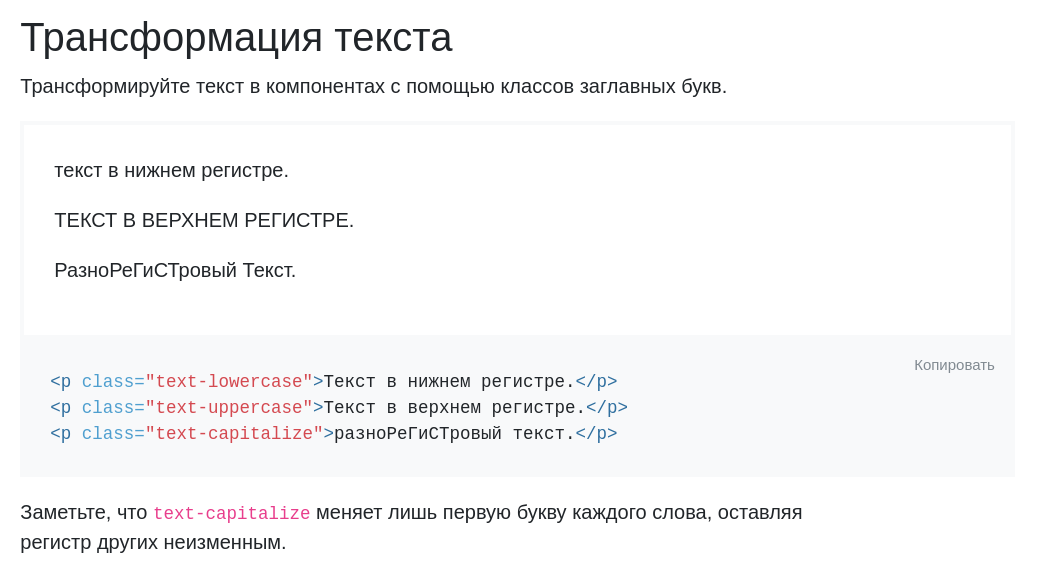 Трансформация текста
Трансформируйте текст в компонентах с помощью классов заглавных букв.
текст в нижнем регистре.
ТЕКСТ В ВЕРХНЕМ РЕГИСТРЕ.
РазноРеГиСТровый Текст.
Копировать
<p class="text-lowercase">Текст в нижнем регистре.</p>
<p class="text-uppercase">Текст в верхнем регистре.</p>
<p class="text-capitalize">разноРеГиСТровый текст.</p>
Заметьте, что text-capitalize меняет лишь первую букву каждого слова, оставляя
регистр других неизменным.